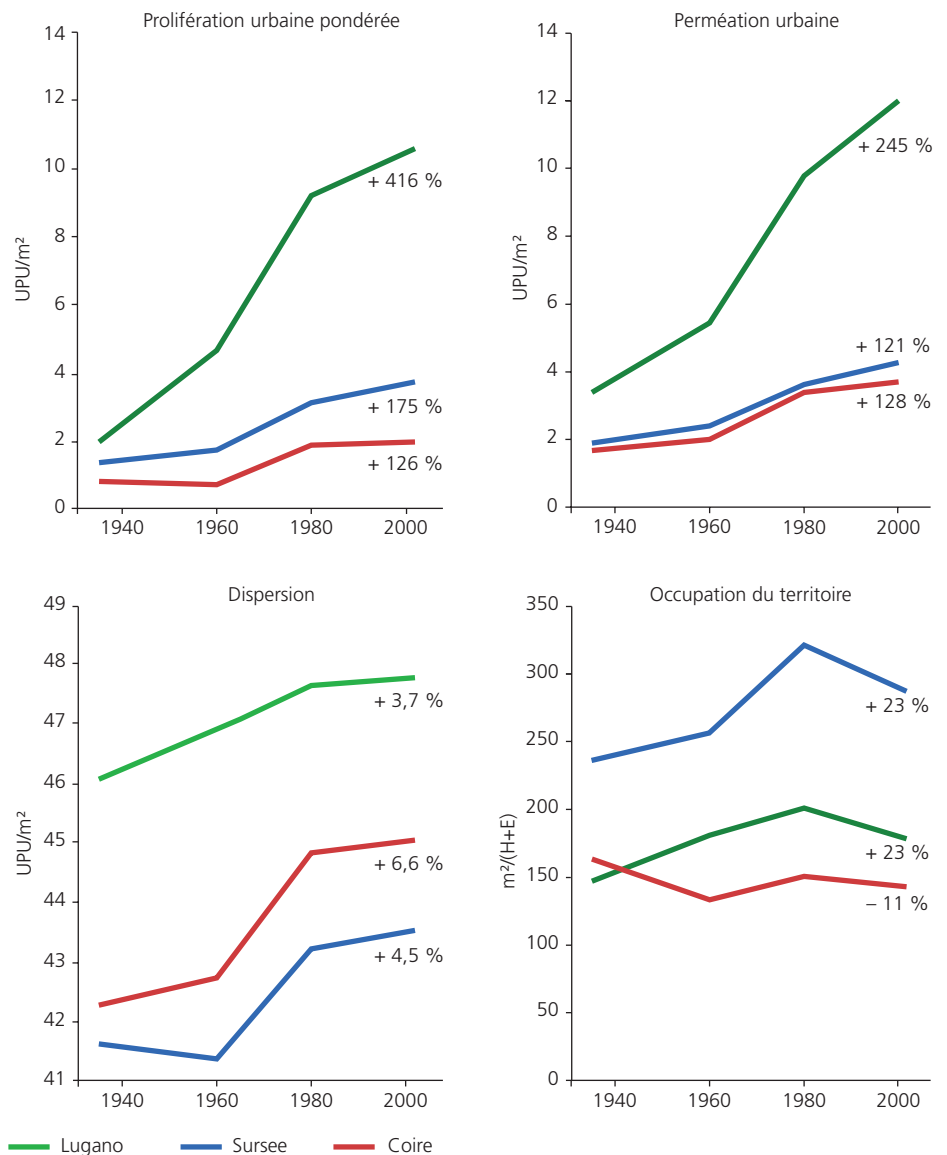 Prolifération urbaine pondérée
14
12
10
8
6
4
2
0
UPU/m²
+ 416 %
+ 175 %
+ 126 %
1940 1960 1980 2000
Perméation urbaine
14
12
10
8
6
4
2
0
UPU/m²
+ 245 %
+ 121 %
+ 128 %
1940 1960 1980 2000
Dispersion
49
48
47
46
45
44
43
42
41
UPU/m²
+ 3,7 %
+ 6,6 %
+ 4,5 %
1940 1960 1980 2000
Occupation du territoire
350
300
250
200
150
100
50
0
m²/(H+E)
+ 23 %
+ 23 %
– 11 %
1940 1960 1980 2000
Lugano Sursee Coire